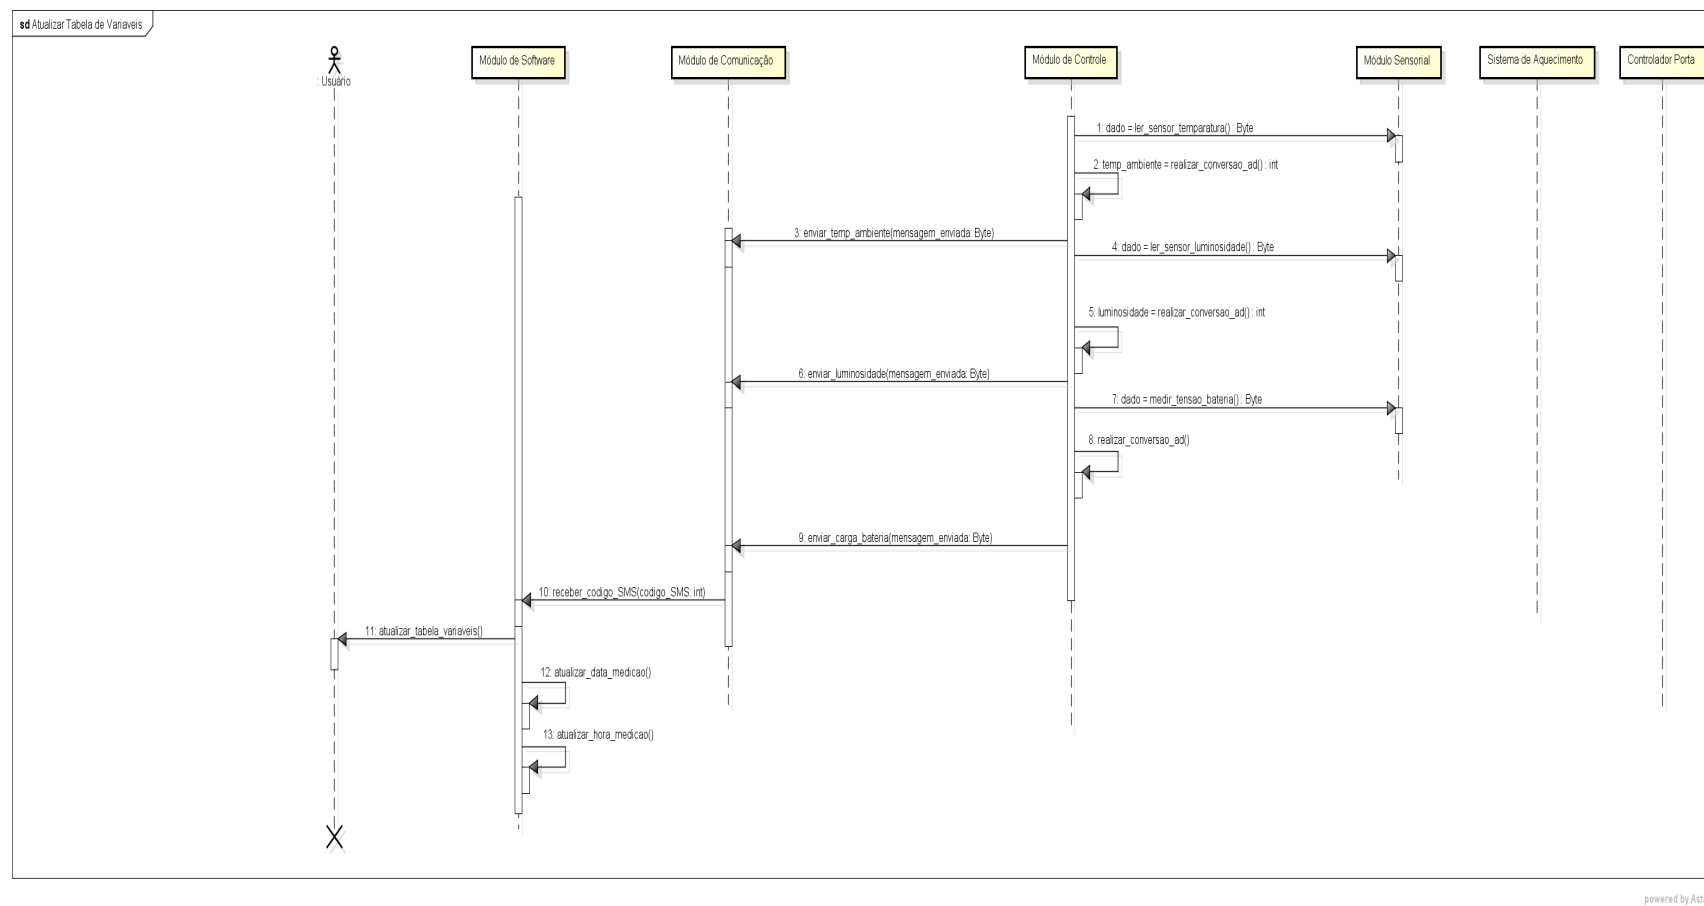 sd Atualizar Tabela de Variaveis
: Usuário
Módulo de Software
Módulo de Comunicação
Módulo de Controle
Módulo Sensorial
Sistema de Aquecimento
Controlador Porta
1: dado = ler_sensor_temparatura() : Byte
2: temp_ambiente = realizar_conversao_ad() : int
3: enviar_temp_ambiente(mensagem_enviada: Byte)
4: dado = ler_sensor_luminosidade() : Byte
5: luminosidade = realizar_conversao_ad() : int
6: enviar_luminosidade(mensagem_enviada: Byte)
7: dado = medir_tensao_bateria() : Byte
8: realizar_conversao_ad()
9: enviar_carga_bateria(mensagem_enviada: Byte)
10: receber_codigo_SMS(codigo_SMS: int)
11: atualizar_tabela_variaveis()
12: atualizar_data_medicao()
13: atualizar_hora_medicao()
powered by Ast